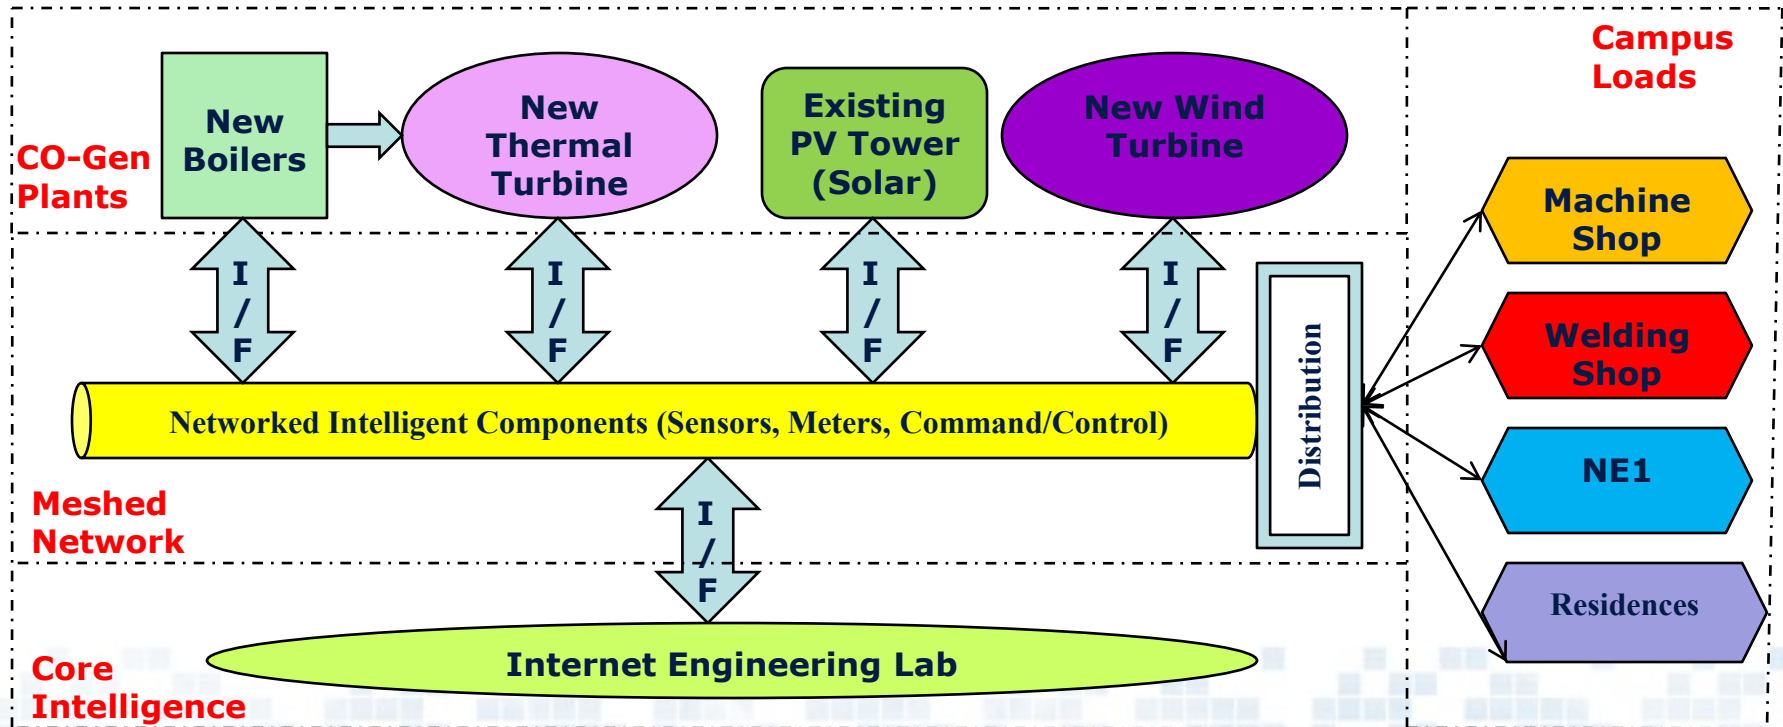 CO-Gen
Plants
New
Boilers
New
Thermal
Turbine
Existing
PV Tower
(Solar)
New Wind
Turbine
Campus
Loads
I
/
F
I
/
F
I
/
F
I
/
F
Networked Intelligent Components (Sensors, Meters, Command/Control)
Distribution
Machine
Shop
Welding
Shop
NE1
Residences
Meshed
Network
I
/
F
Core
Intelligence
Internet Engineering Lab